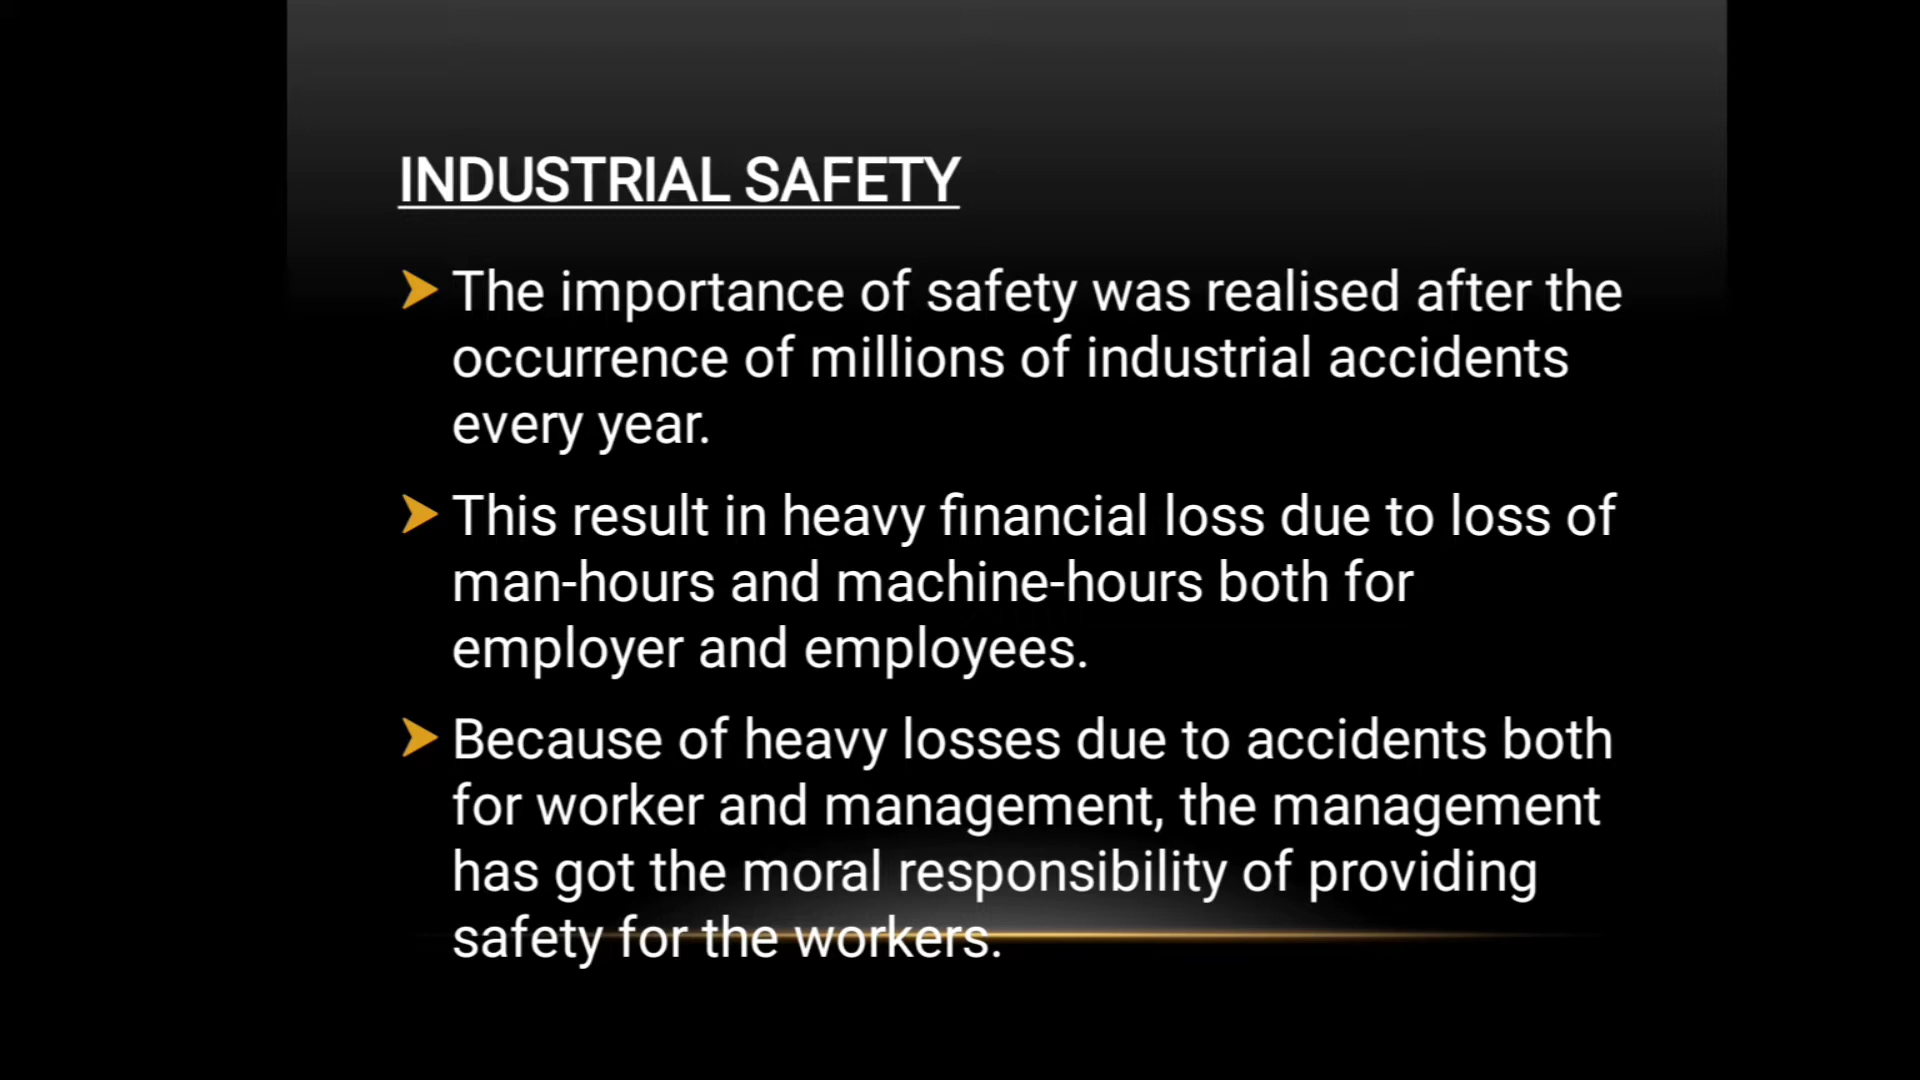 INDUSTRIAL SAFETY
➤ The importance of safety was realised after the
occurrence of millions of industrial accidents
every year.
➤ This result in heavy financial loss due to loss of
man-hours and machine-hours both for
employer and employees.
➤ Because of heavy losses due to accidents both
for worker and management, the management
has got the moral responsibility of providing
safety for the workers.